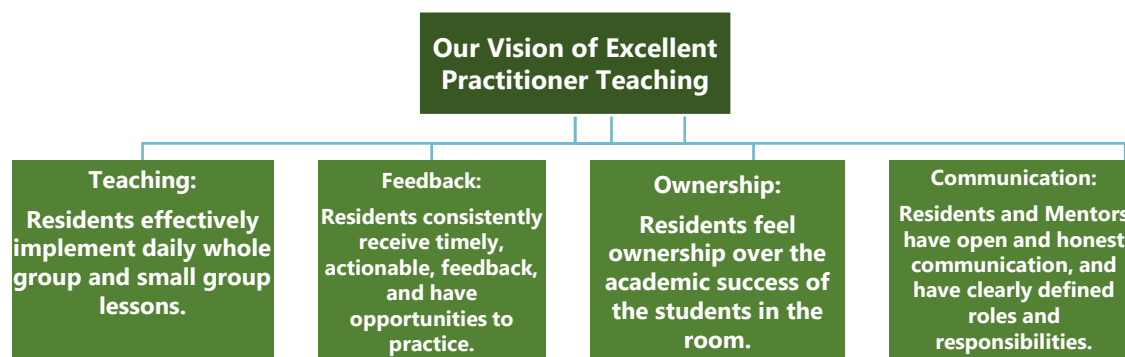 Our Vision of Excellent
Practitioner Teaching
Teaching:
Residents effectively
implement daily whole
group and small group
lessons.
Feedback:
Residents consistently
receive timely,
actionable, feedback,
and have
opportunities to
practice.
Ownership:
Residents feel
ownership over the
academic success of
the students in the
room.
Communication:
Residents and Mentors
have open and honest
communication, and
have clearly defined
roles and
responsibilities.